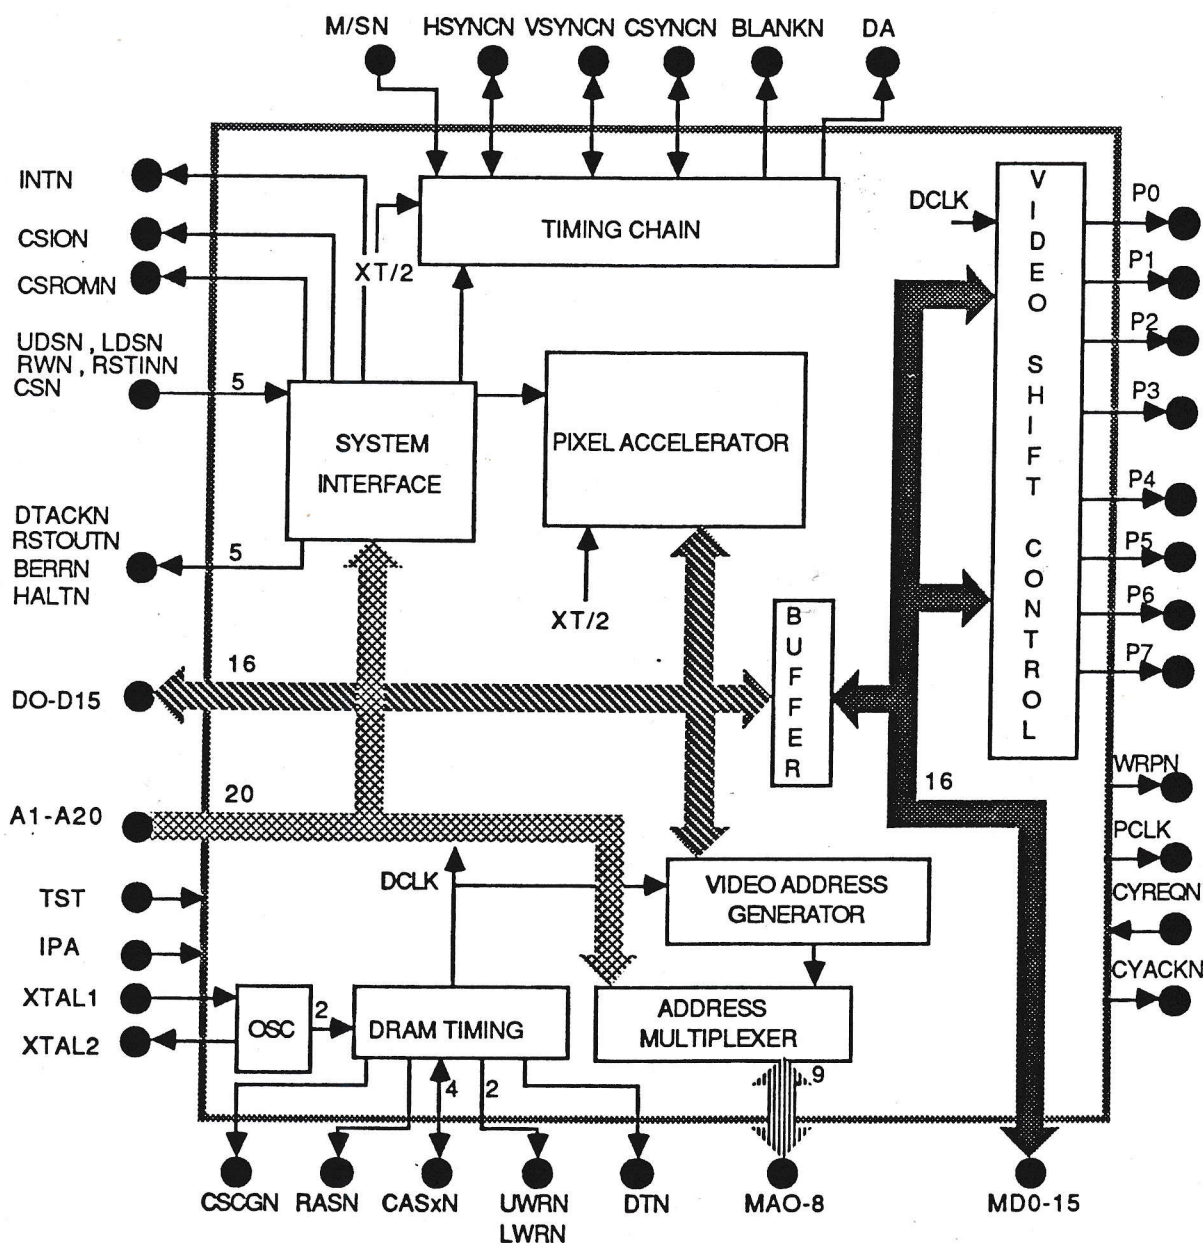 M/SN HSYNCN VSYNCN CSYNCN BLANKN DA
INTN
CSION
CSROMN
XT/2
TIMING CHAIN
DCLK
VIDEO SHIFT CONTROL
P0
P1
P2
P3
P4
P5
P6
P7
UDSN , LDSN
RWN , RSTINN
CSN
5
SYSTEM
INTERFACE
PIXEL ACCELERATOR
XT/2
DTACKN
RSTOUTN
BERRN
HALTN
5
BUFFER
16
DO-D15
20
A1-A20
16
WRPN
PCLK
CYREQN
CYACKN
TST
IPA
XTAL1
XTAL2
DCLK
VIDEO ADDRESS
GENERATOR
OSC
2
DRAM TIMING
ADDRESS
MULTIPLEXER
4
2
9
CSCGN RASN CASxN UWRN DTN MAO-8 MD0-15
LWRN